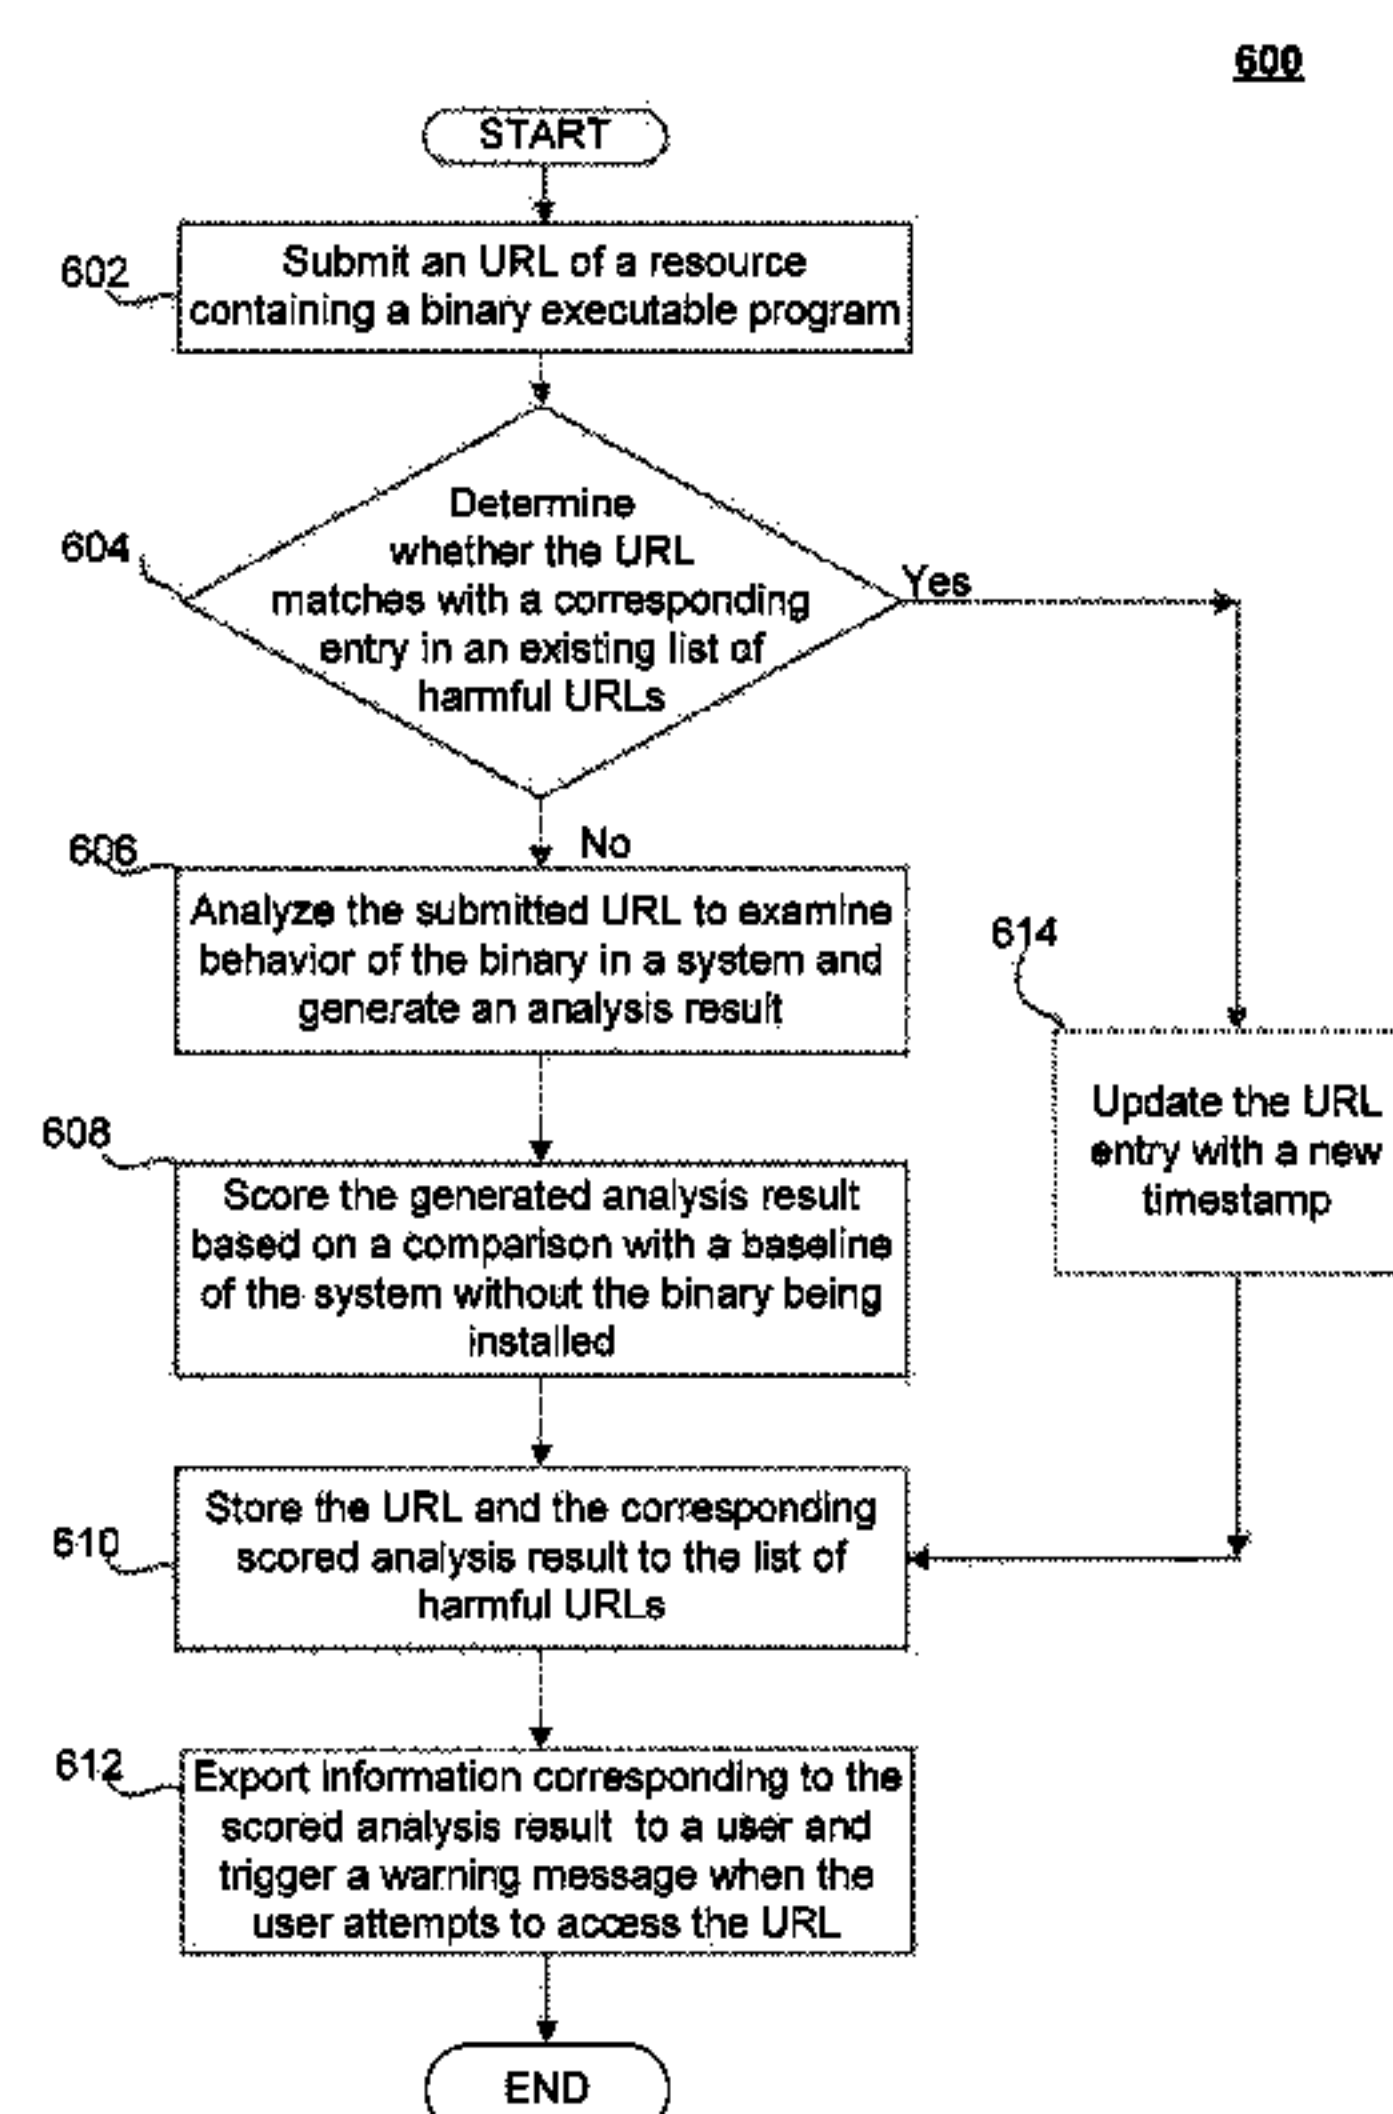 600
START
602
Submit an URL of a resource
containing a binary executable program
604
Determine
whether the URL
matches with a corresponding
entry in an existing list of
harmful URLs
Yes
No
606
Analyze the submitted URL to examine
behavior of the binary in a system and
generate an analysis result
614
Update the URL
entry with a new
timestamp
608
Score the generated analysis result
based on a comparison with a baseline
of the system without the binary being
installed
610
Store the URL and the corresponding
scored analysis result to the list of
harmful URLs
612
Export information corresponding to the
scored analysis result to a user and
trigger a warning message when the
user attempts to access the URL
END